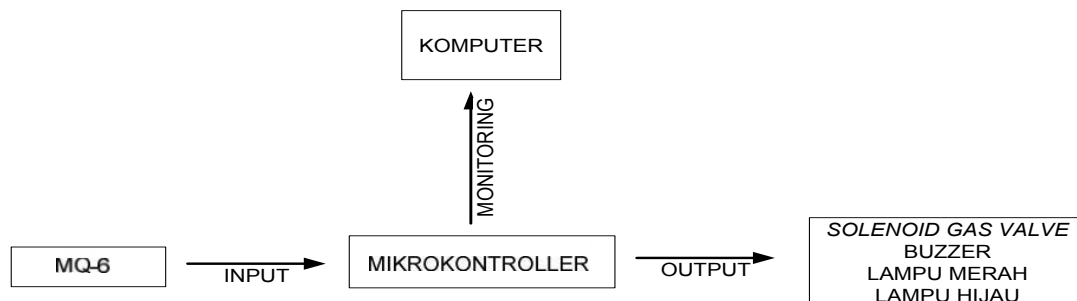 KOMPUTER
MONITORING
MQ-6
INPUT
MIKROKONTROLLER
OUTPUT
SOLENOID GAS VALVE
BUZZER
LAMPU MERAH
LAMPU HIJAU